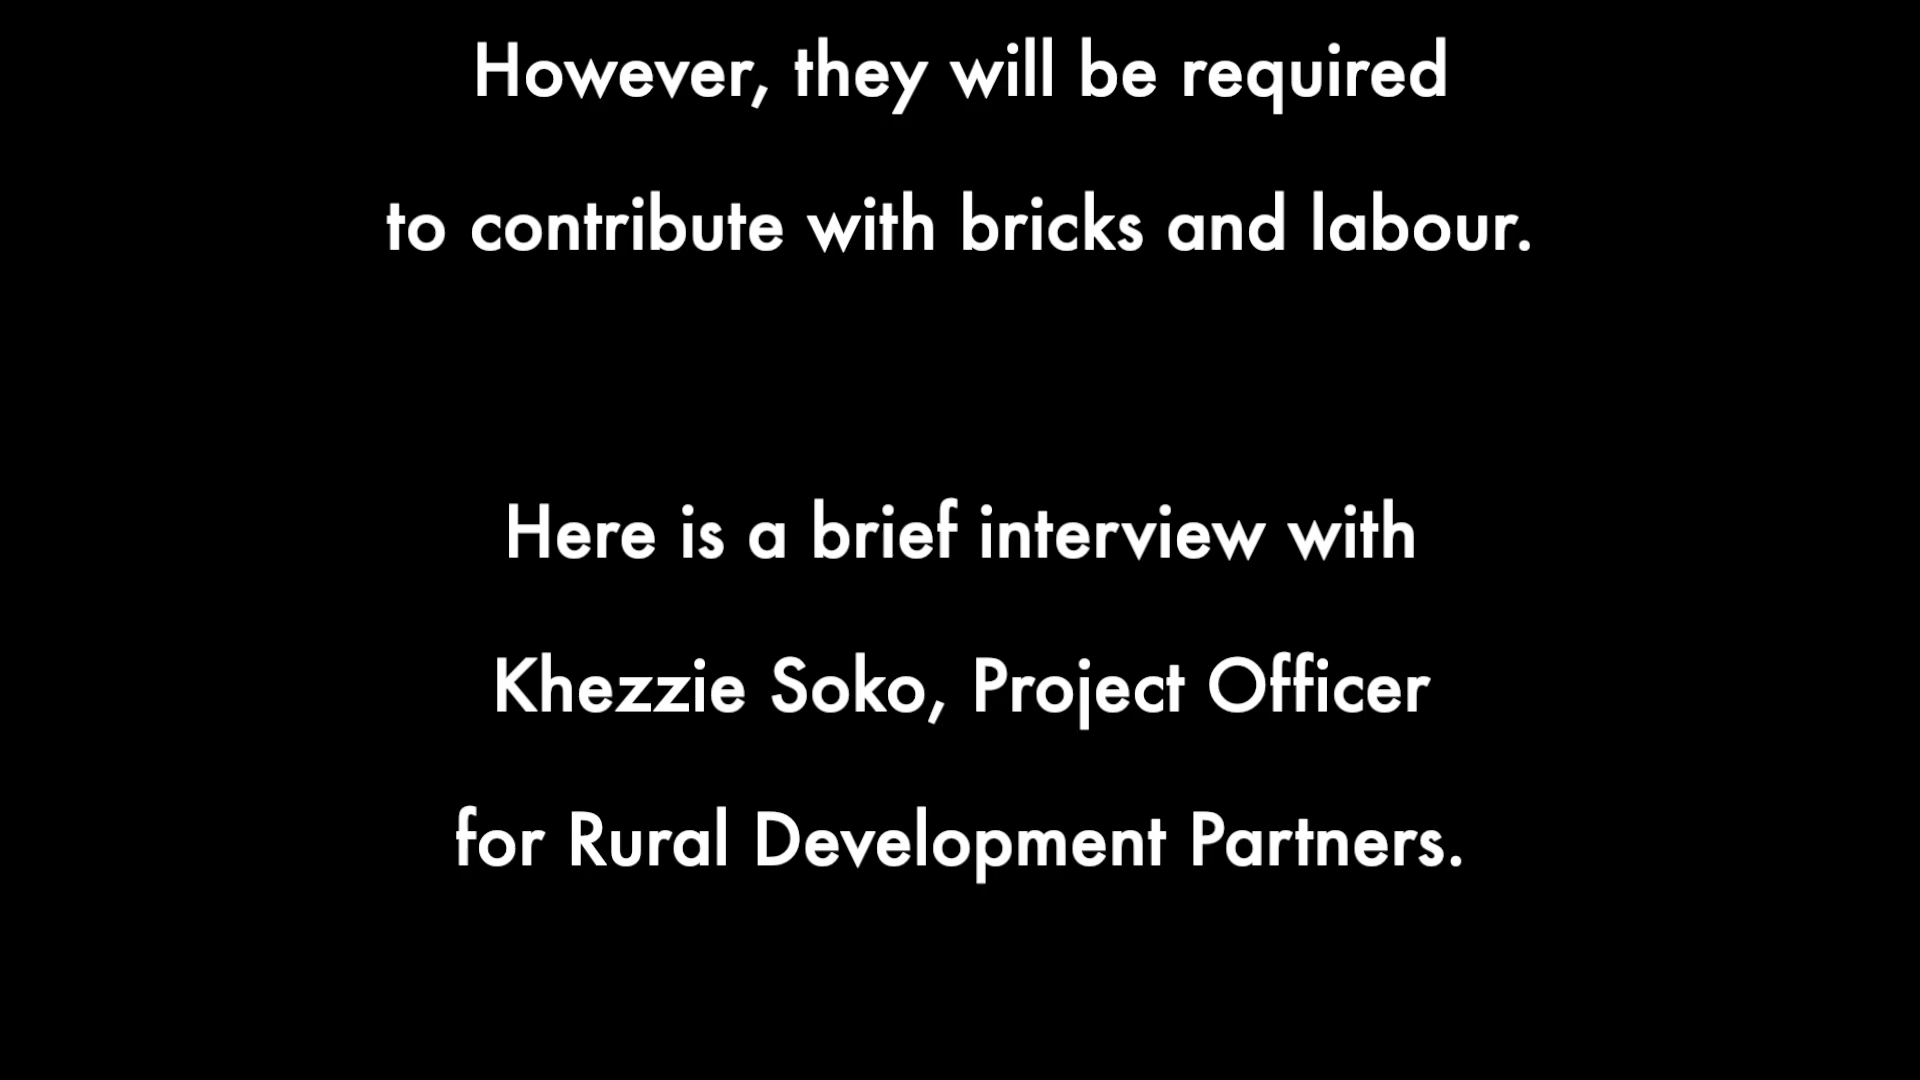 However, they will be required
to contribute with bricks and labour.
Here is a brief interview with
Khezzie Soko, Project Officer
for Rural Development Partners.